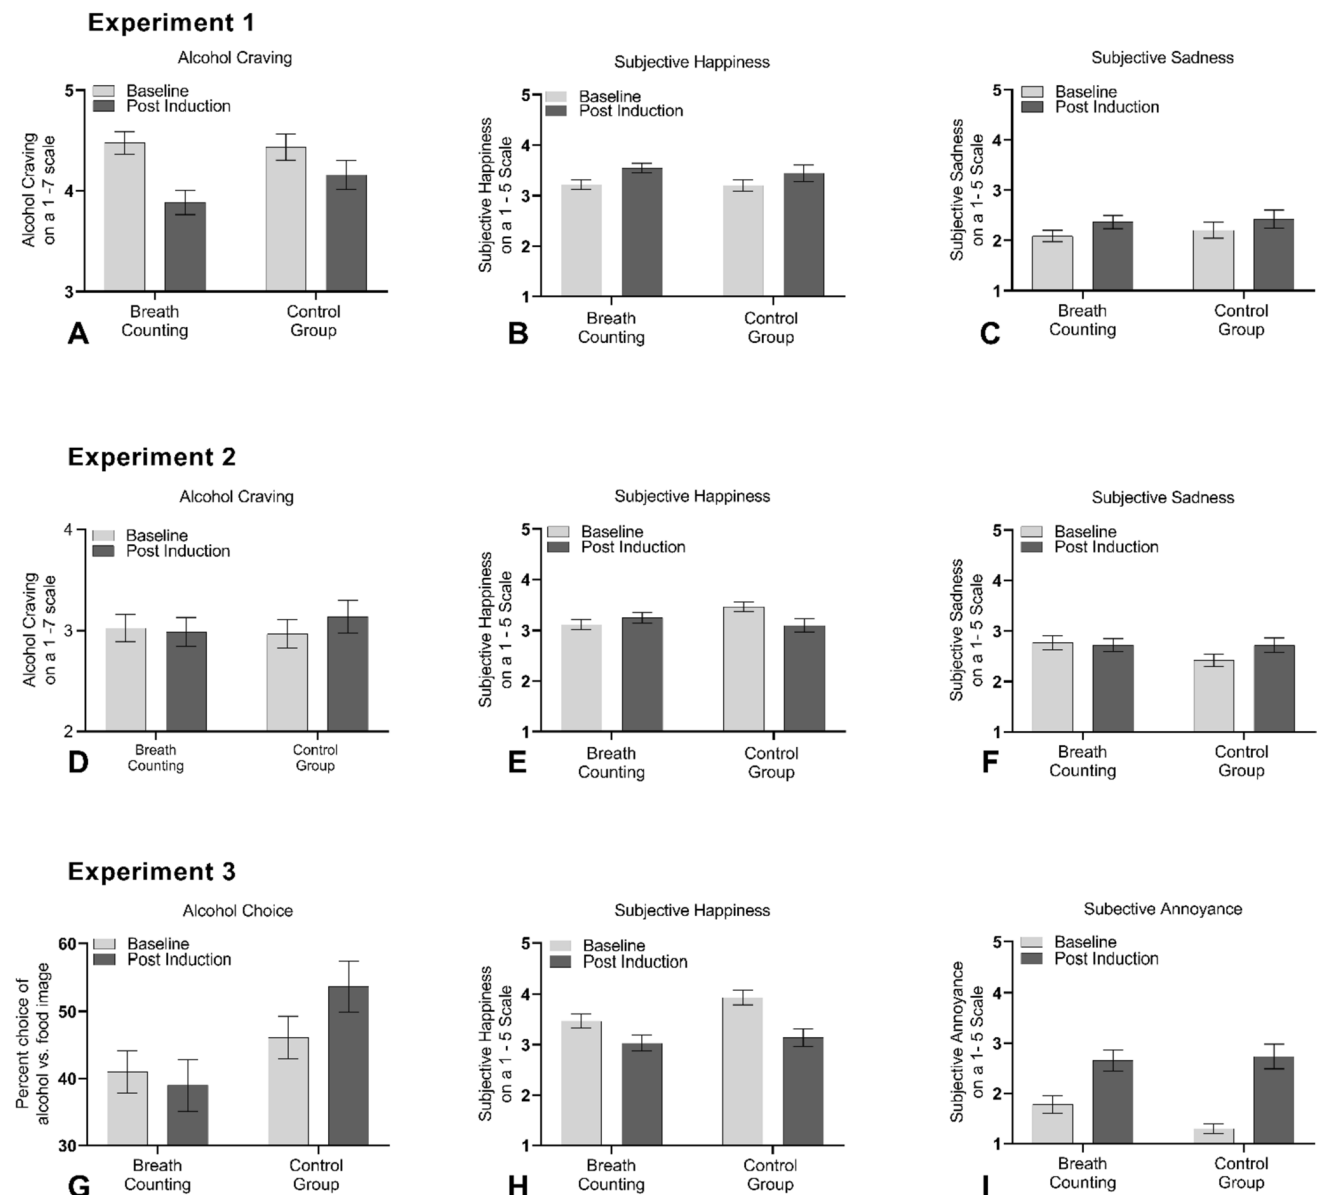 Experiment 1
Alcohol Craving
Baseline
Post Induction
Alcohol Craving
on a 1 -7 scale
5
4
3
Breath
Counting
Control
Group
A
Subjective Happiness
Baseline
Post Induction
Subjective Happiness
on a 1 - 5 Scale
5
4
3
2
1
Breath
Counting
Control
Group
B
Subjective Sadness
Baseline
Post Induction
Subjective Sadness
on a 1- 5 Scale
5
4
3
2
1
Breath
Counting
Control
Group
C
Experiment 2
Alcohol Craving
Baseline
Post Induction
Alcohol Craving
on a 1 -7 scale
4
3
2
Breath
Counting
Control
Group
D
Subjective Happiness
Baseline
Post Induction
Subjective Happiness
on a 1 - 5 Scale
5
4
3
2
1
Breath
Counting
Control
Group
E
Subjective Sadness
Baseline
Post Induction
Subjective Sadness
on a 1- 5 Scale
5
4
3
2
1
Breath
Counting
Control
Group
F
Experiment 3
Alcohol Choice
Baseline
Post Induction
Percent choice of
alcohol vs. food image
60
50
40
30
Breath
Counting
Control
Group
G
Subjective Happiness
Baseline
Post Induction
Subjective Happiness
on a 1 - 5 Scale
5
4
3
2
1
Breath
Counting
Control
Group
H
Subective Annoyance
Baseline
Post Induction
Subjective Annoyance
on a 1- 5 Scale
5
4
3
2
1
Breath
Counting
Control
Group
I